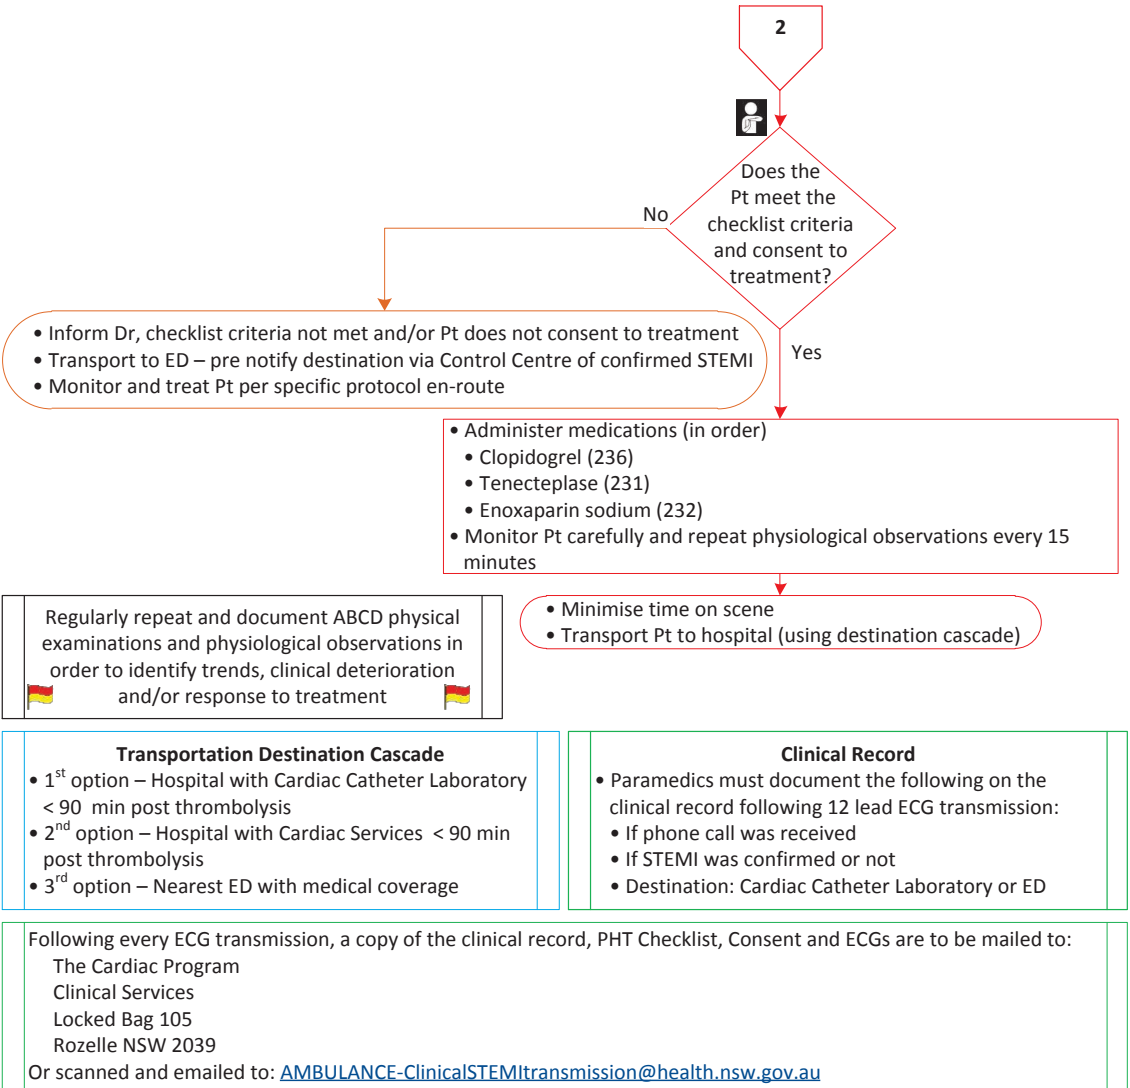 2
Does the
Pt meet the
checklist criteria
and consent to
treatment?
No
Yes
• Inform Dr, checklist criteria not met and/or Pt does not consent to treatment
• Transport to ED – pre notify destination via Control Centre of confirmed STEMI
• Monitor and treat Pt per specific protocol en-route
• Administer medications (in order)
• Clopidogrel (236)
• Tenecteplase (231)
• Enoxaparin sodium (232)
• Monitor Pt carefully and repeat physiological observations every 15
minutes
• Minimise time on scene
• Transport Pt to hospital (using destination cascade)
Regularly repeat and document ABCD physical
examinations and physiological observations in
order to identify trends, clinical deterioration
and/or response to treatment
Transportation Destination Cascade
• 1st option – Hospital with Cardiac Catheter Laboratory
< 90 min post thrombolysis
• 2nd option – Hospital with Cardiac Services < 90 min
post thrombolysis
• 3rd option – Nearest ED with medical coverage
Clinical Record
• Paramedics must document the following on the
clinical record following 12 lead ECG transmission:
• If phone call was received
• If STEMI was confirmed or not
• Destination: Cardiac Catheter Laboratory or ED
Following every ECG transmission, a copy of the clinical record, PHT Checklist, Consent and ECGs are to be mailed to:
The Cardiac Program
Clinical Services
Locked Bag 105
Rozelle NSW 2039
Or scanned and emailed to: AMBULANCE-ClinicalSTEMItransmission@health.nsw.gov.au